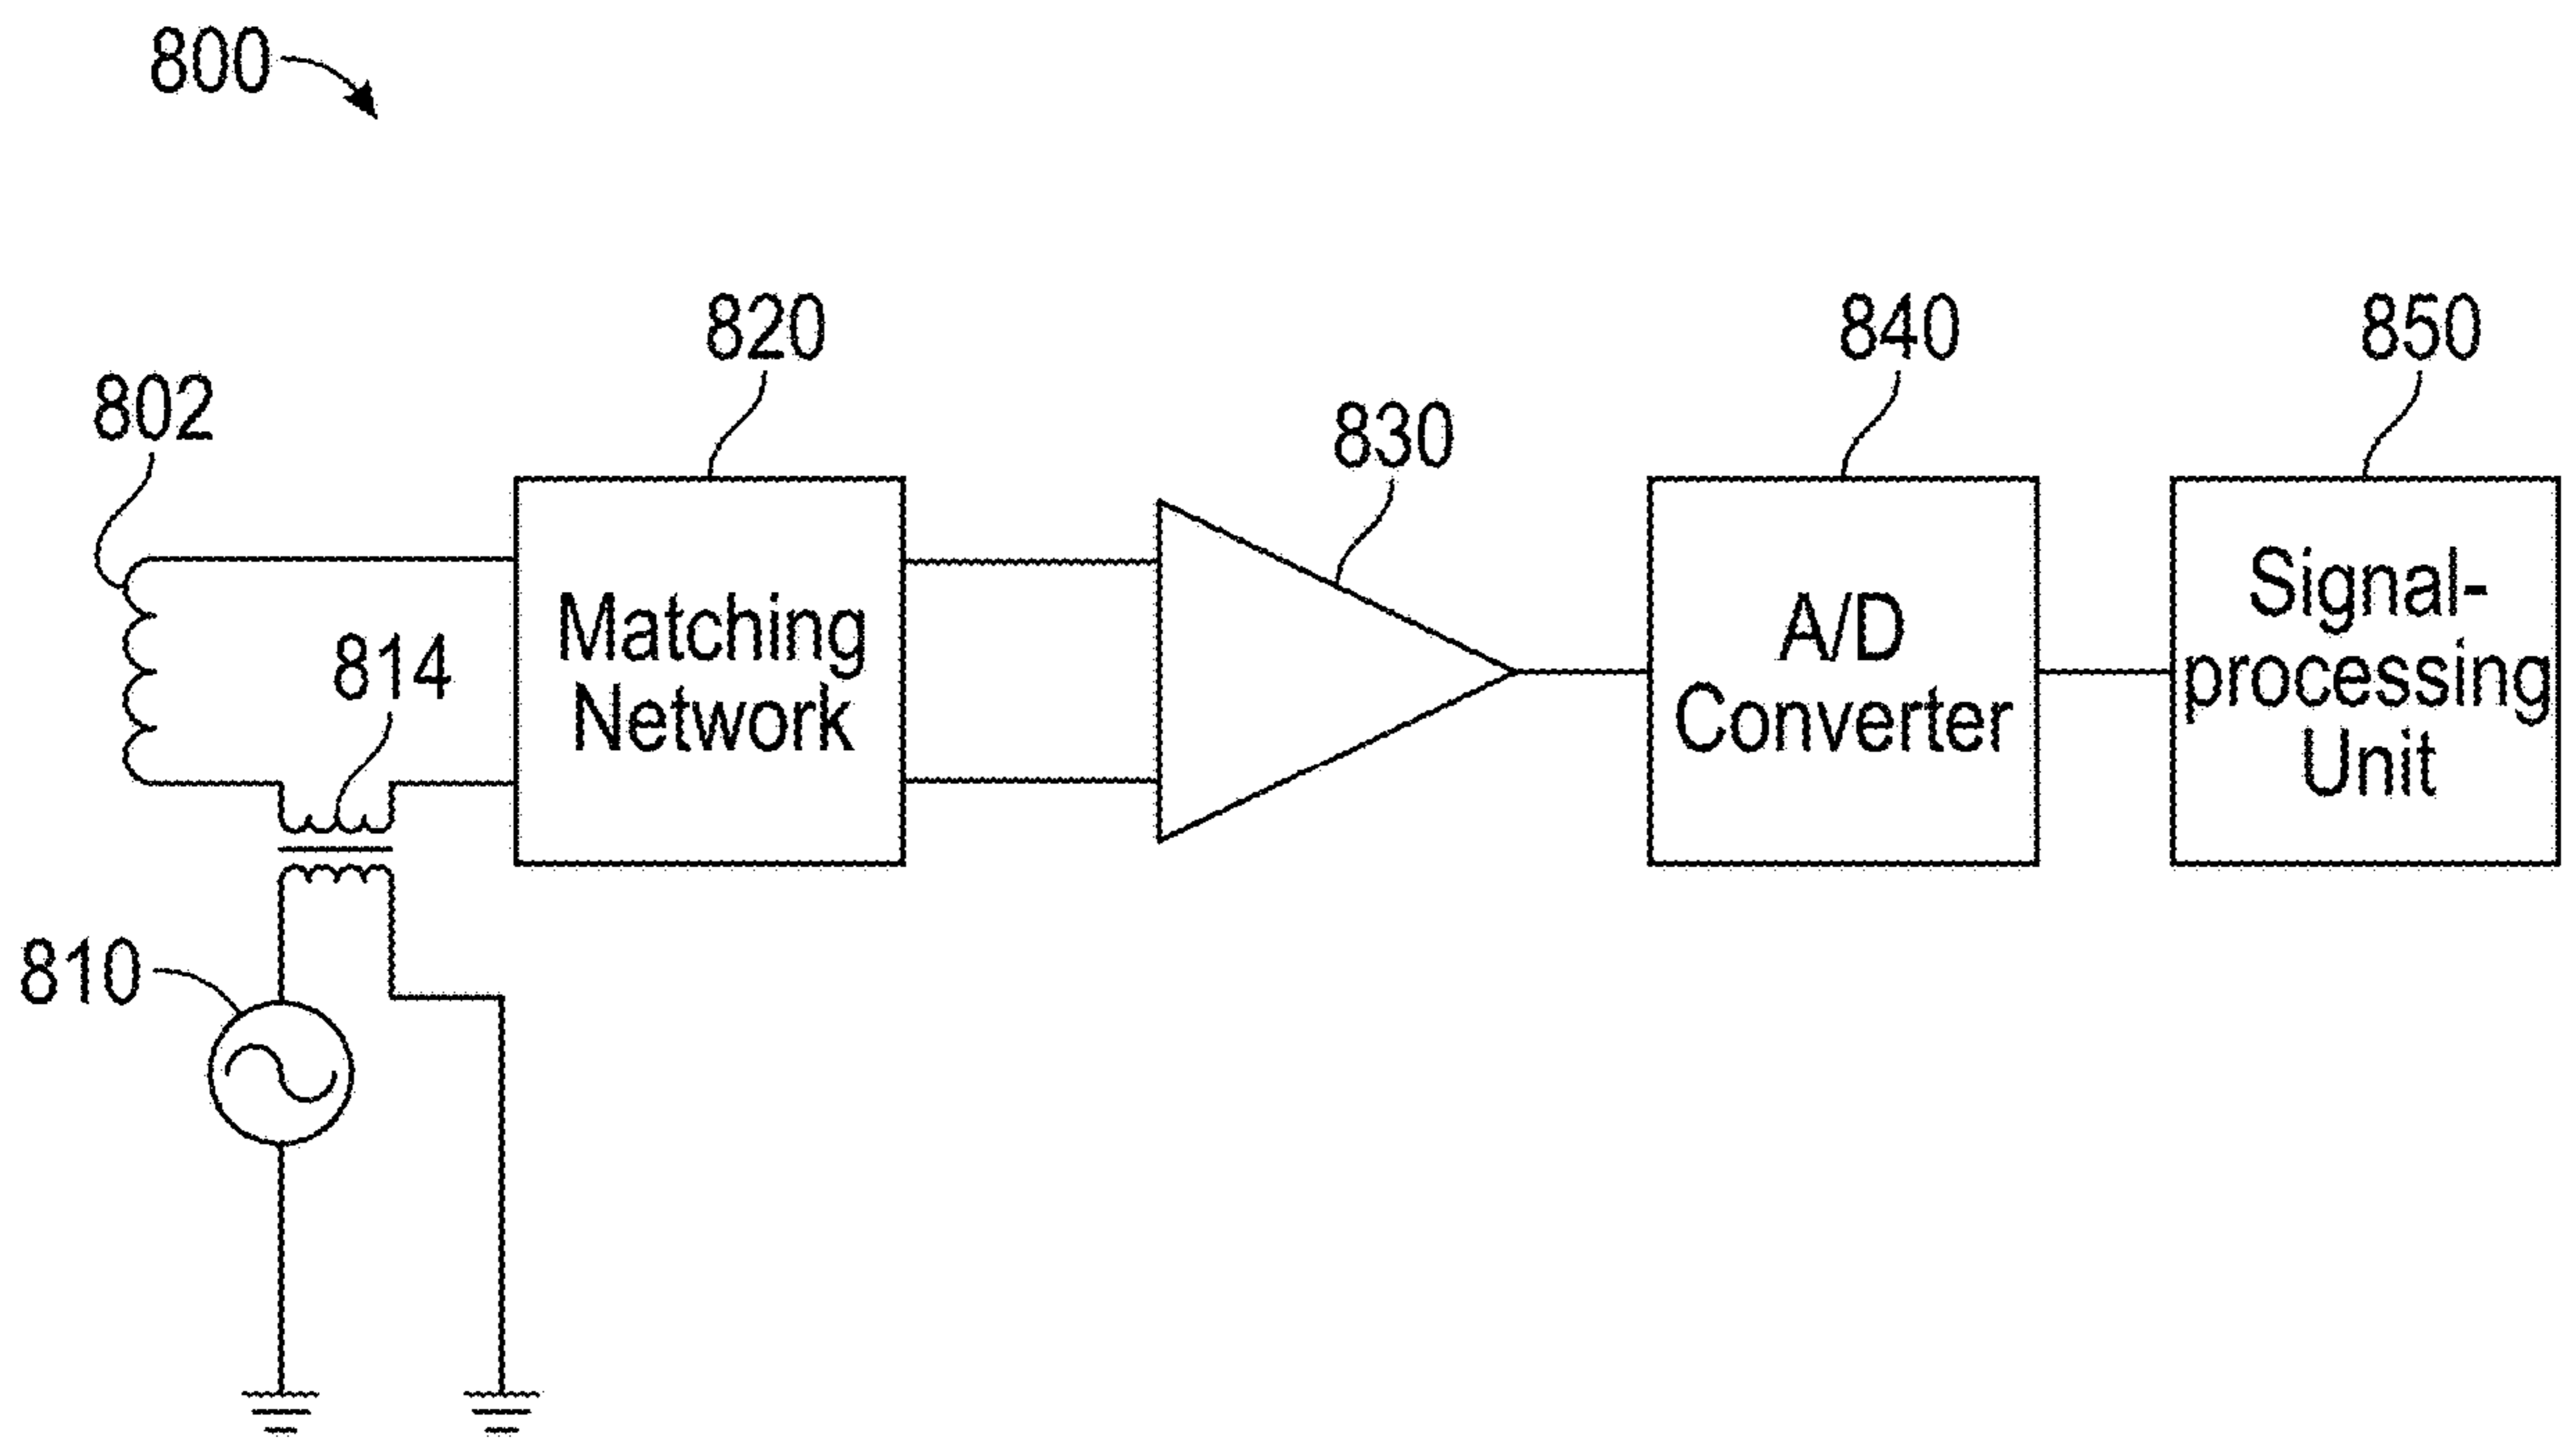 800
820
840
850
802
830
814
Matching
Network
A/D
Converter
Signal-
processing
Unit
810